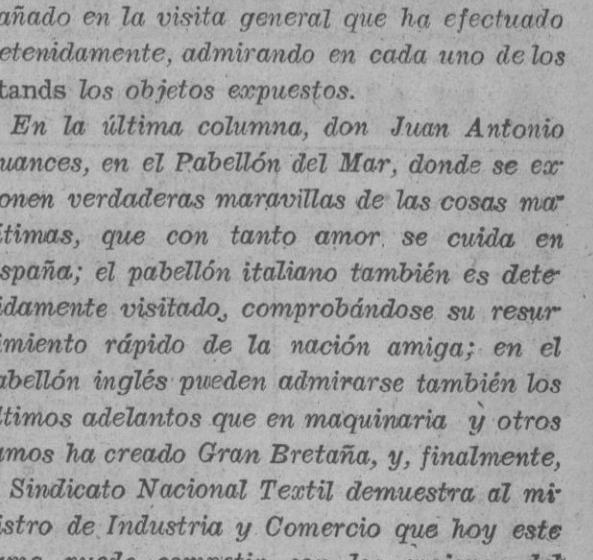 añado en la visita general que ha efectuado
etenidamente, admirando en cada uno de los
tands los objetos expuestos.
En la última columna, don Juan Antonio
uances, en el Pabellón del Mar, donde se ex-
onen verdaderas maravillas de las cosas ma-
ítimas, que con tanto amor se cuida en
spaña; el pabellón italiano también es dete-
idamente visitado, comprobándose su resur-
imiento rápido de la nación amiga; en el
abellón inglés pueden admirarse también los
ltimos adelantos que en maquinaria y otros
amos ha creado Gran Bretaña, y, finalmente,
Sindicato Nacional Textil demuestra al mi-
istro de Industria y Comercio que hoy este